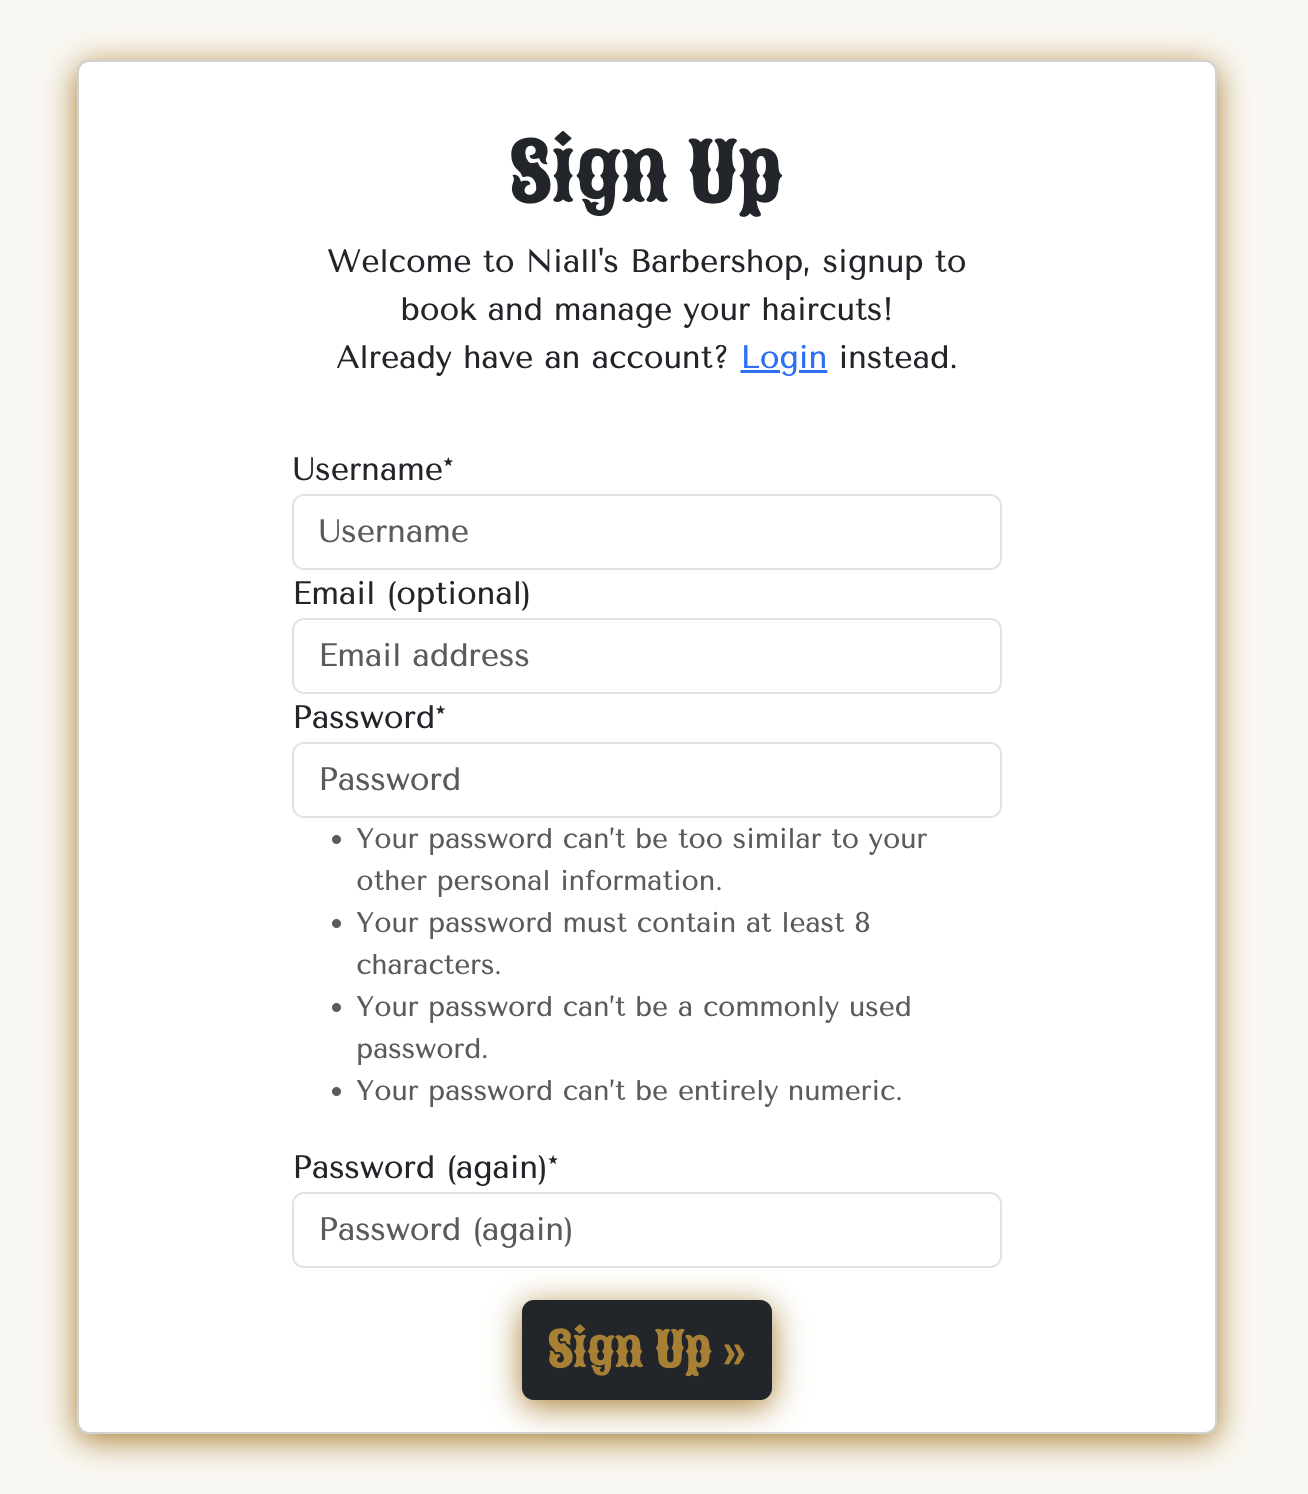 Sign Up
Welcome to Niall's Barbershop, signup to
book and manage your haircuts!
Already have an account? Login instead.
Username*
Username
Email (optional)
Email address
Password*
Password
• Your password can't be too similar to your
other personal information.
• Your password must contain at least 8
characters.
• Your password can't be a commonly used
password.
• Your password can't be entirely numeric.
Password (again)*
Password (again)
Sign Up »